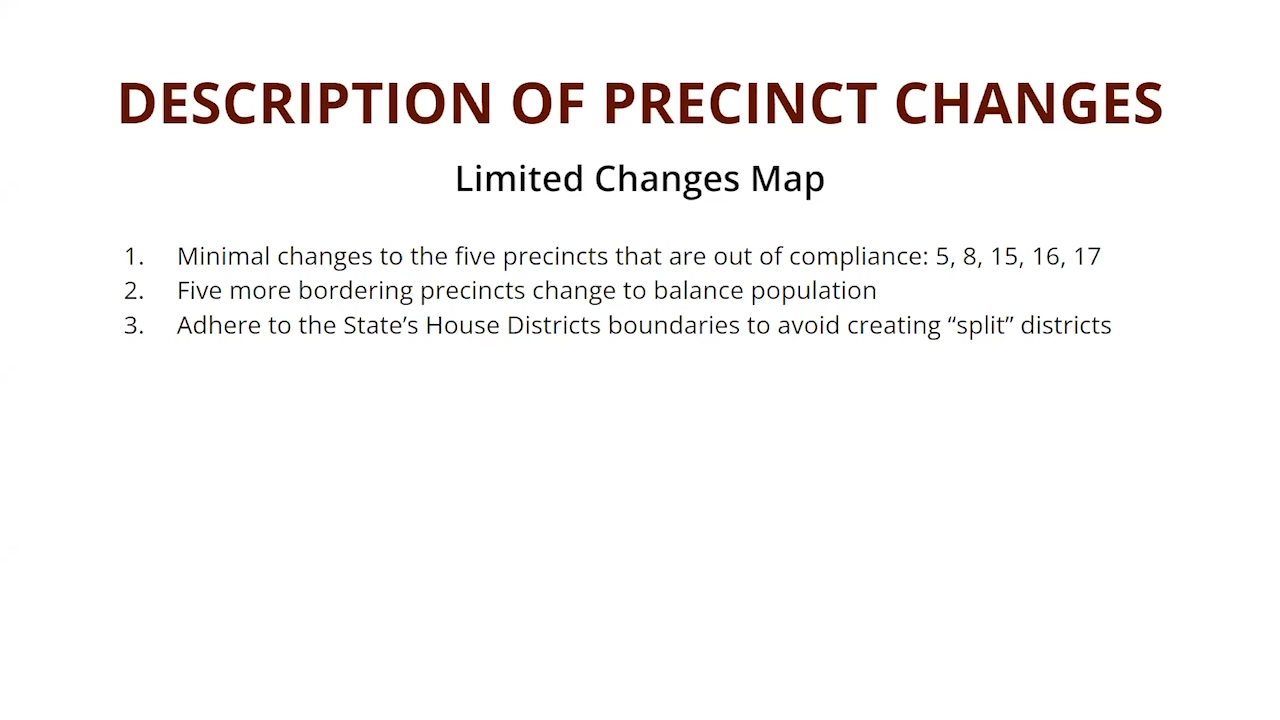 DESCRIPTION OF PRECINCT CHANGES
Limited Changes Map
1. Minimal changes to the five precincts that are out of compliance: 5, 8, 15, 16, 17
2. Five more bordering precincts change to balance population
3. Adhere to the State’s House Districts boundaries to avoid creating “split” districts